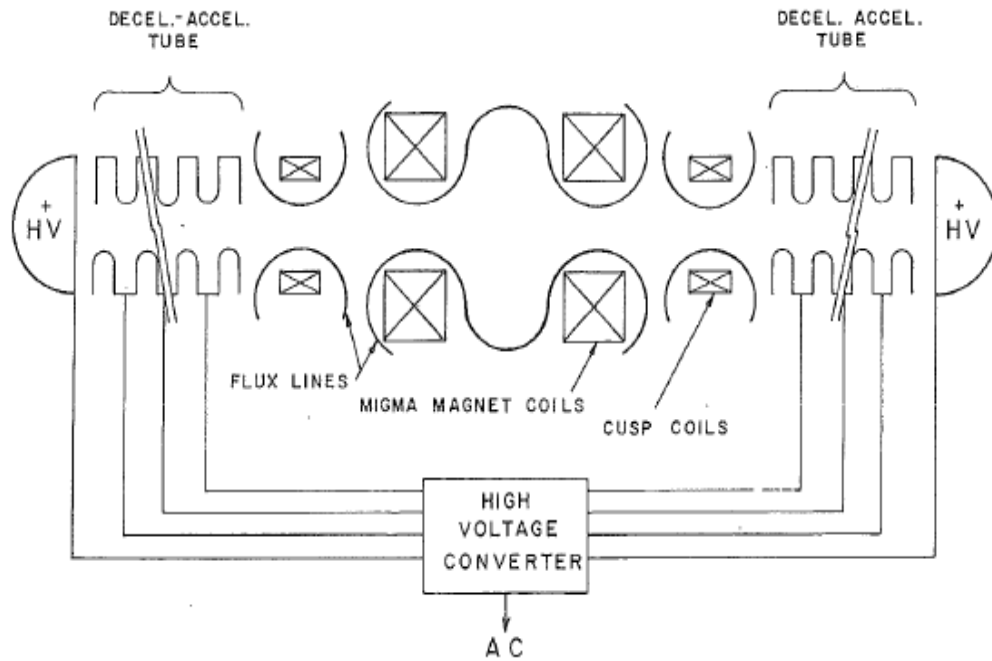 DECEL.-ACCEL.
TUBE
DECEL. ACCEL.
TUBE
+
HV
+
HV
FLUX LINES
MIGMA MAGNET COILS
CUSP COILS
HIGH
VOLTAGE
CONVERTER
AC